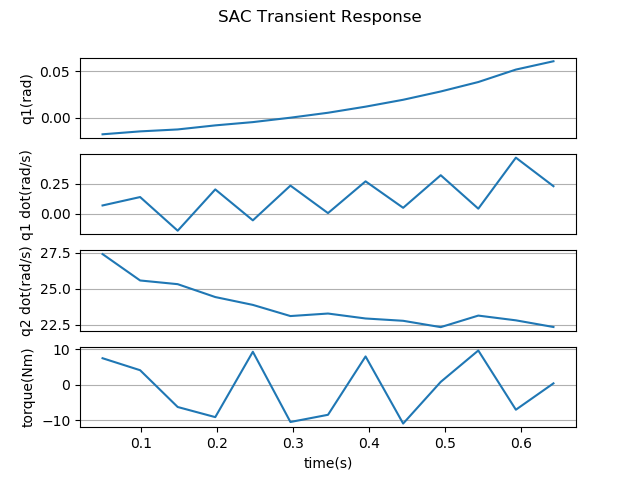 SAC Transient Response
q1(rad)
0.05
0.00
q1 dot(rad/s)
0.25
0.00
q2 dot(rad/s)
27.5
25.0
22.5
torque(Nm)
10
0
−10
0.1 0.2 0.3 0.4 0.5 0.6
time(s)